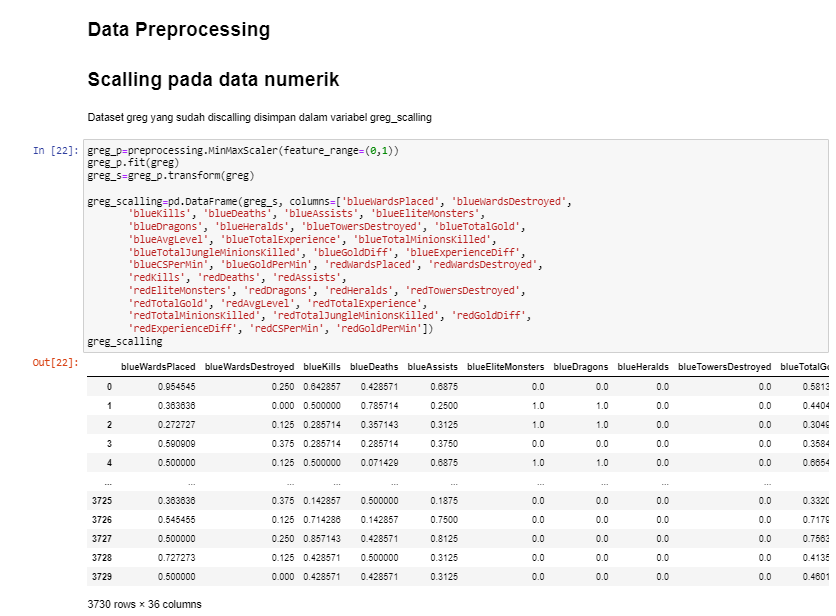 Data Preprocessing
Scalling pada data numerik
Dataset greg yang sudah discalling disimpan dalam variabel greg_scalling
In [22]: greg_p=preprocessing.MinMaxScaler(feature_range=(0,1))
greg_p.fit(greg)
greg_s=greg_p.transform(greg)
greg_scalling=pd.DataFrame(greg_s, columns=['blueWardsPlaced', 'blueWardsDestroyed',
'blueKills', 'blueDeaths', 'blueAssists', 'blueEliteMonsters',
'blueDragons', 'blueHeralds', 'blueTowersDestroyed', 'blueTotalGold',
'blueAvgLevel', 'blueTotalExperience', 'blueTotalMinionsKilled',
'blueTotalJungleMinionsKilled', 'blueGoldDiff', 'blueExperienceDiff',
'blueCSPerMin', 'blueGoldPerMin', 'redWardsPlaced', 'redWardsDestroyed',
'redKills', 'redDeaths', 'redAssists',
'redEliteMonsters', 'redDragons', 'redHeralds', 'redTowersDestroyed',
'redTotalGold', 'redAvgLevel', 'redTotalExperience',
'redTotalMinionsKilled', 'redTotalJungleMinionsKilled', 'redGoldDiff',
'redExperienceDiff', 'redCSPerMin', 'redGoldPerMin'])
greg_scalling
Out[22]:
blueWardsPlaced blueWardsDestroyed blueKills blueDeaths blueAssists blueEliteMonsters blueDragons blueHeralds blueTowersDestroyed blueTotalGo
0 0.954545 0.250 0.642857 0.428571 0.6875 0.0 0.0 0.0 0.0 0.5813
1 0.363636 0.000 0.500000 0.785714 0.2500 1.0 1.0 0.0 0.0 0.4404
2 0.272727 0.125 0.285714 0.357143 0.3125 1.0 1.0 0.0 0.0 0.3049
3 0.590909 0.375 0.285714 0.285714 0.3750 0.0 0.0 0.0 0.0 0.3584
4 0.500000 0.125 0.500000 0.071429 0.6875 1.0 1.0 0.0 0.0 0.6654
... ... ... ... ... ... ... ... ... ...
3725 0.363636 0.375 0.142857 0.500000 0.1875 0.0 0.0 0.0 0.0 0.3320
3726 0.545455 0.125 0.714286 0.142857 0.7500 0.0 0.0 0.0 0.0 0.7179
3727 0.500000 0.250 0.857143 0.428571 0.8125 0.0 0.0 0.0 0.0 0.7563
3728 0.727273 0.125 0.428571 0.500000 0.3125 0.0 0.0 0.0 0.0 0.4135
3729 0.500000 0.000 0.428571 0.428571 0.3125 0.0 0.0 0.0 0.0 0.4601
3730 rows × 36 columns